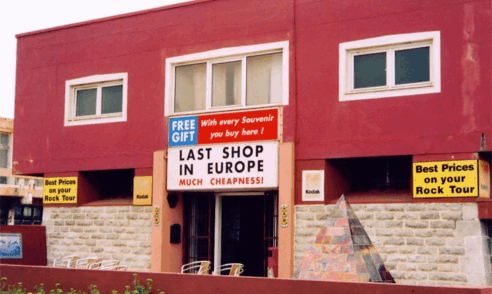 FREE
GIFT
With every Souvenir
you buy here !
LAST SHOP
IN EUROPE
MUCH CHEAPNESS!
Best Prices
on your
Rock Tour
Kodak
Kodak
Best Prices
on your
Rock Tour